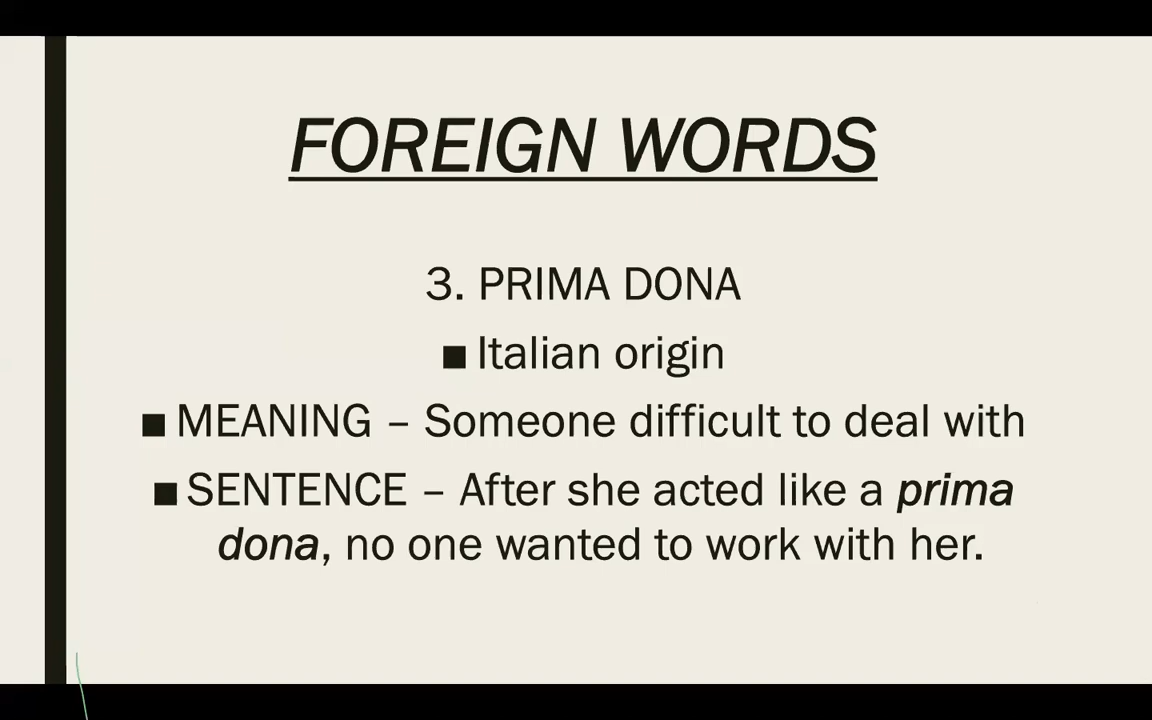 FOREIGN WORDS
3. PRIMA DONA
■ Italian origin
■ MEANING – Someone difficult to deal with
■ SENTENCE – After she acted like a prima
dona, no one wanted to work with her.